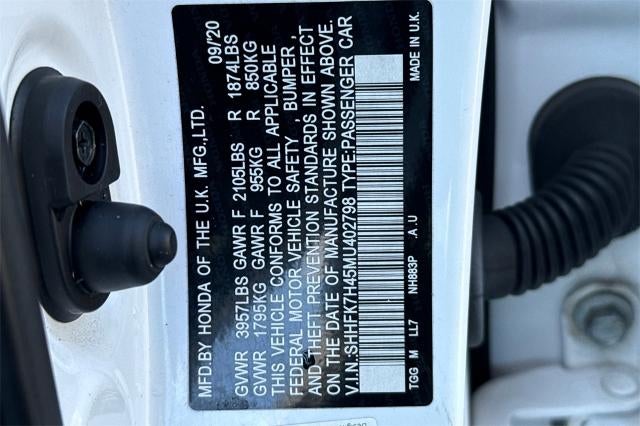 MFD.BY HONDA OF THE U.K. MFG.,LTD. 09/20
GVWR 3957LBS GAWR F 2105LBS R 1874LBS
GVWR 1795KG GAWR F 955KG R 850KG
THIS VEHICLE CONFORMS TO ALL APPLICABLE
FEDERAL MOTOR-VEHICLE SAFETY , BUMPER ,
AND THEFT PREVENTION STANDARDS IN EFFECT
ON THE DATE OF MANUFACTURE SHOWN ABOVE.
V.I.N.:SHHFK7H45MU402798 TYPE:PASSENGER CAR
TGG M LL7 NH883P .A.U MADE IN U.K.